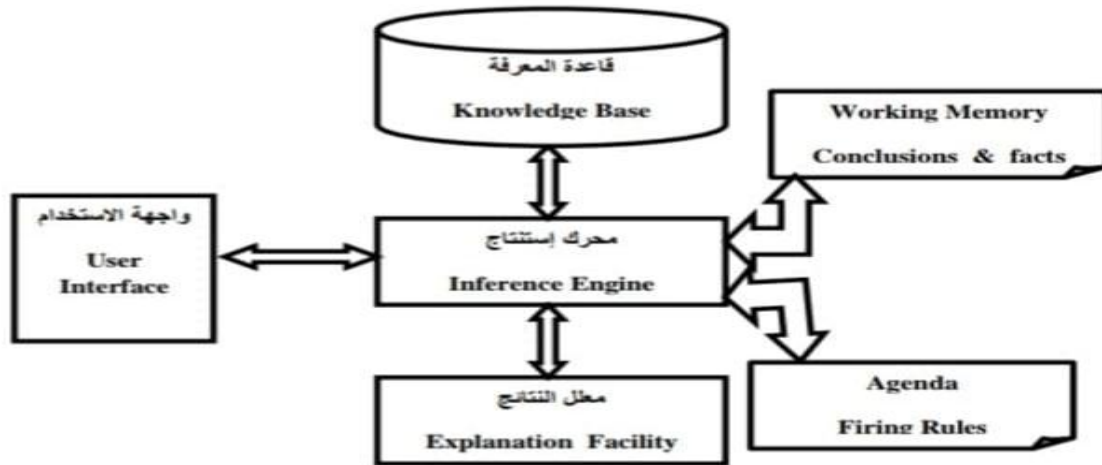 قاعدة المعرفة
Knowledge Base
Working Memory
Conclusions & facts
واجهة الاستخدام
User
Interface
محرك إستنتاج
Inference Engine
معلل النتائج
Explanation Facility
Agenda
Firing Rules